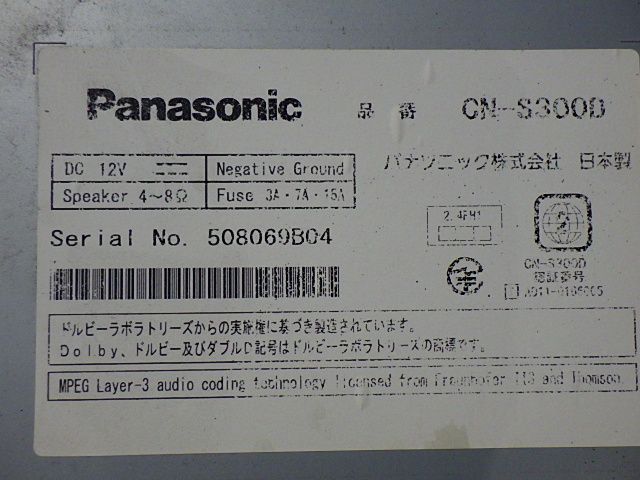 Panasonic 品番 CN-S300D
DC 12V Negative Ground
パナソニック株式会社 日本製
Speaker 4~8Ω Fuse 3A・7A・15A
2.4FH1
Serial No. 508069B04
CN-S300D
認証番号
ドルビーラボラトリーズからの実施権に基づき製造されています。
Dolby、ドルビー及びダブルD記号はドルビーラボラトリーズの商標です。
MPEG Layer-3 audio coding technology licensed from Fraunhofer IIS and Thomson.